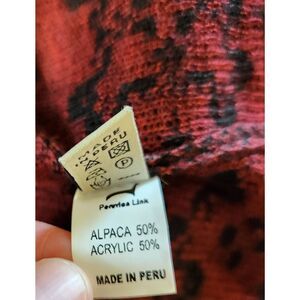 MADE
IN PERU
Peruvian Link
ALPACA 50%
ACRYLIC 50%
MADE IN PERU